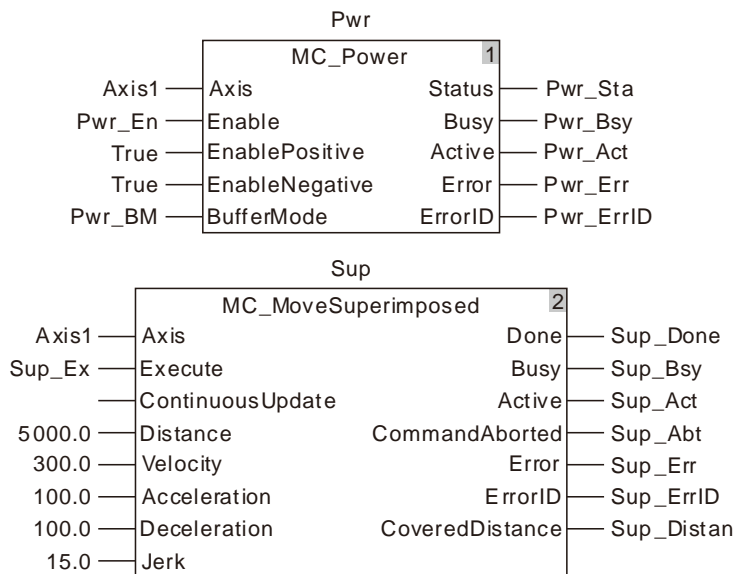 Pwr
MC_Power 1
Axis1 Axis Status Pwr_Sta
Pwr_En Enable Busy Pwr_Bsy
True EnablePositive Active Pwr_Act
True EnableNegative Error Pwr_Err
Pwr_BM BufferMode ErrorID Pwr_ErrID
Sup
MC_MoveSuperimposed 2
Axis1 Axis Done Sup_Done
Sup_Ex Execute Busy Sup_Bsy
ContinuousUpdate Active Sup_Act
5000.0 Distance CommandAborted Sup_Abt
300.0 Velocity Error Sup_Err
100.0 Acceleration ErrorID Sup_ErrID
100.0 Deceleration CoveredDistance Sup_Distan
15.0 Jerk